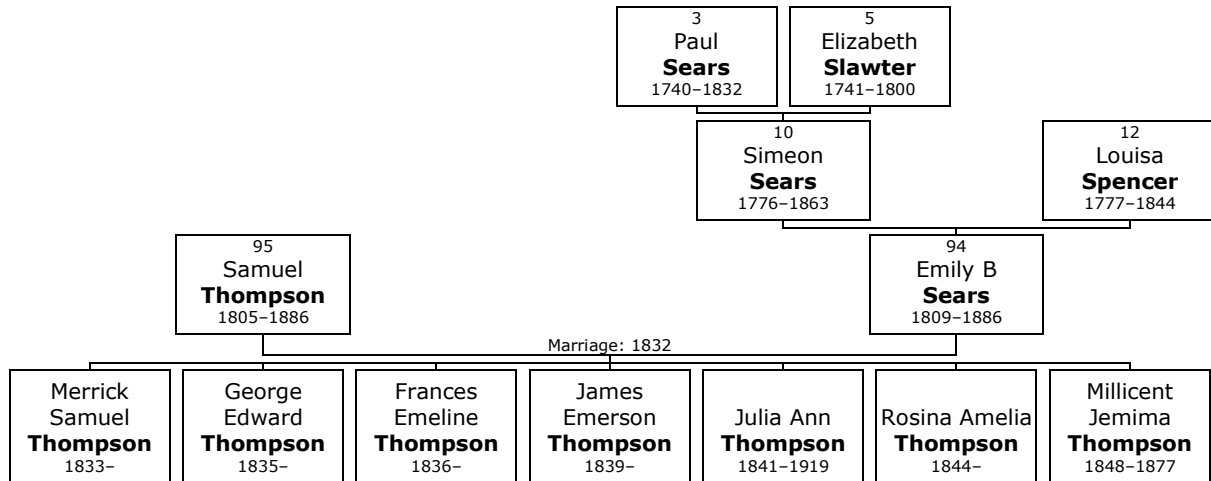 3
Paul
Sears
1740–1832
5
Elizabeth
Slawter
1741–1800
10
Simeon
Sears
1776–1863
12
Louisa
Spencer
1777–1844
95
Samuel
Thompson
1805–1886
94
Emily B
Sears
1809–1886
Marriage: 1832
Merrick
Samuel
Thompson
1833–
George
Edward
Thompson
1835–
Frances
Emeline
Thompson
1836–
James
Emerson
Thompson
1839–
Julia Ann
Thompson
1841–1919
Rosina Amelia
Thompson
1844–
Millicent
Jemima
Thompson
1848–1877